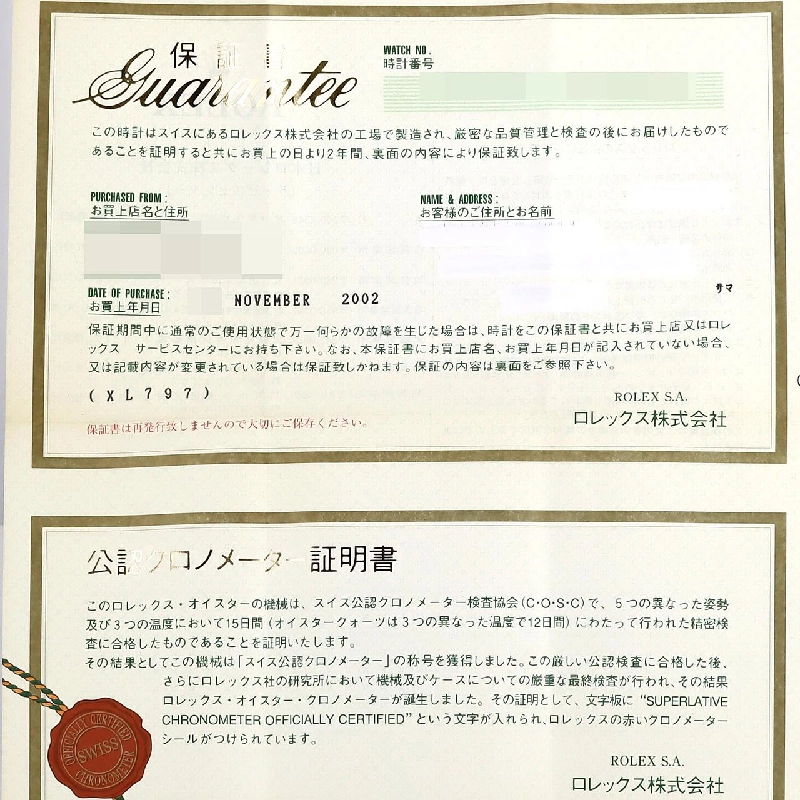 保証書
Guarantee
WATCH NO.
時計番号
この時計はスイスにあるロレックス株式会社の工場で製造され、厳密な品質管理と検査の後にお届けしたもので
あることを証明すると共にお買上の日より2年間、裏面の内容により保証致します。
PURCHASED FROM:
お買上店名と住所
NAME & ADDRESS:
お客様のご住所とお名前
サマ
DATE OF PURCHASE:
お買上年月日
NOVEMBER 2002
保証期間中に通常のご使用状態で万一何らかの故障を生じた場合は、時計をこの保証書と共にお買上店又はロレ
ックス サービスセンターにお持ち下さい。なお、本保証書にお買上店名、お買上年月日が記入されていない場合、
又は記載内容が変更されている場合は保証致しかねます。保証の内容は裏面をご参照下さい。
(XL797)
ROLEX S.A.
ロレックス株式会社
保証書は再発行致しませんので大切にご保存ください。
公認クロノメーター証明書
このロレックス・オイスターの機械は、スイス公認クロノメーター検査協会(C・O・S・C)で、5つの異なった姿勢
及び3つの温度において15日間(オイスタークォーツは3つの異なった温度で12日間)にわたって行われた精密検
査に合格したものであることを証明いたします。
その結果としてこの機械は「スイス公認クロノメーター」の称号を獲得しました。この厳しい公認検査に合格した後、
さらにロレックス社の研究所において機械及びケースについての厳重な最終検査が行われ、その結果
ロレックス・オイスター・クロノメーターが誕生しました。その証明として、文字板に "SUPERLATIVE
CHRONOMETER OFFICIALLY CERTIFIED"という文字が入れられ、ロレックスの赤いクロノメーター
シールがつけられています。
OFFICIALLY CERTIFIED
SWISS
CHRONOMETER
ROLEX S.A.
ロレックス株式会社